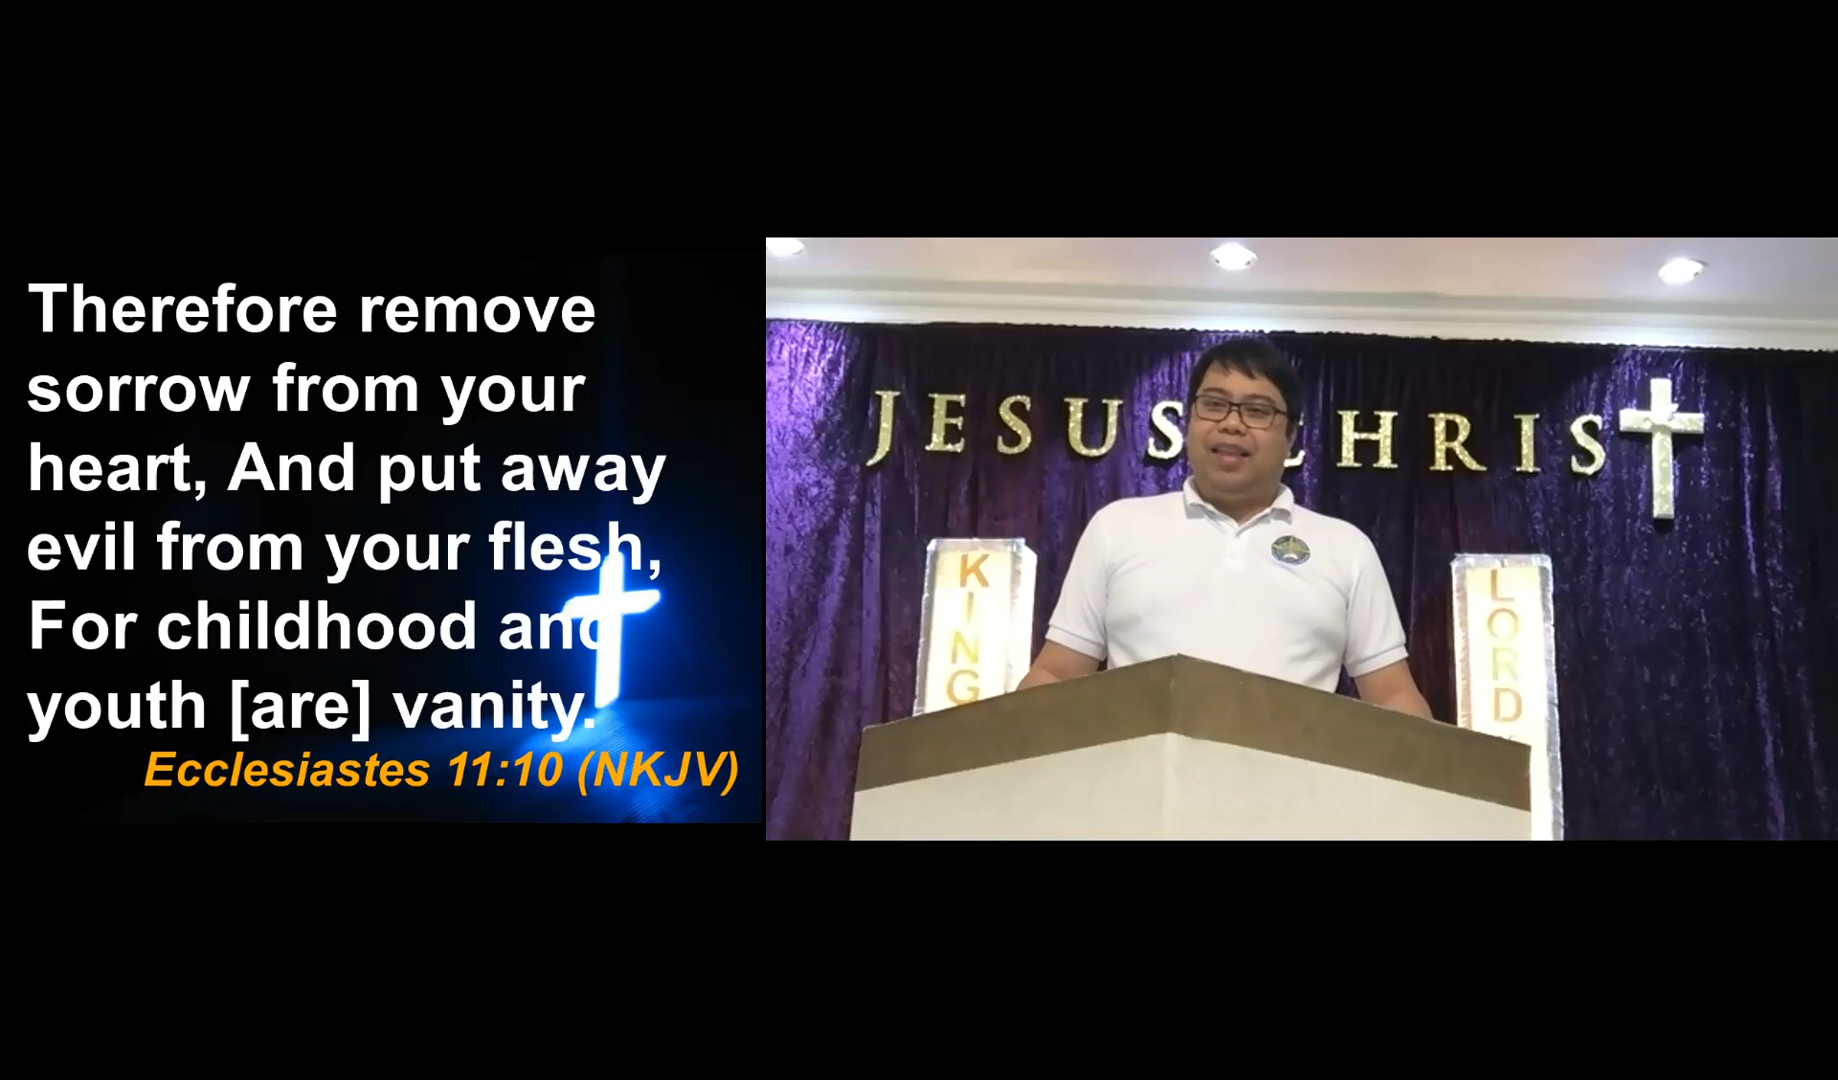 Therefore remove
sorrow from your
heart, And put away
evil from your flesh,
For childhood and
youth [are] vanity.
Ecclesiastes 11:10 (NKJV)
JESUS CHRIST
KING
LORD